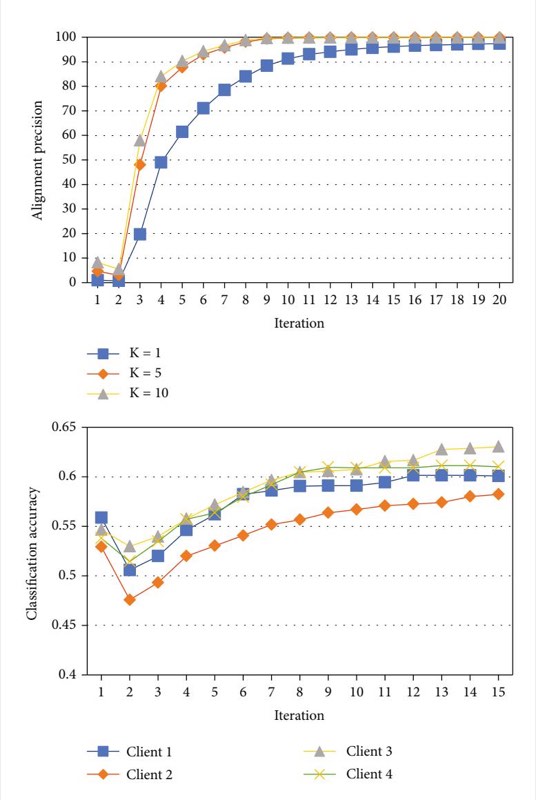 100
90
80
70
60
50
40
30
20
10
0
Alignment precision
1 2 3 4 5 6 7 8 9 10 11 12 13 14 15 16 17 18 19 20
Iteration
K = 1
K = 5
K = 10
0.65
0.6
0.55
0.5
0.45
0.4
Classification accuracy
1 2 3 4 5 6 7 8 9 10 11 12 13 14 15
Iteration
Client 1 Client 3
Client 2 Client 4